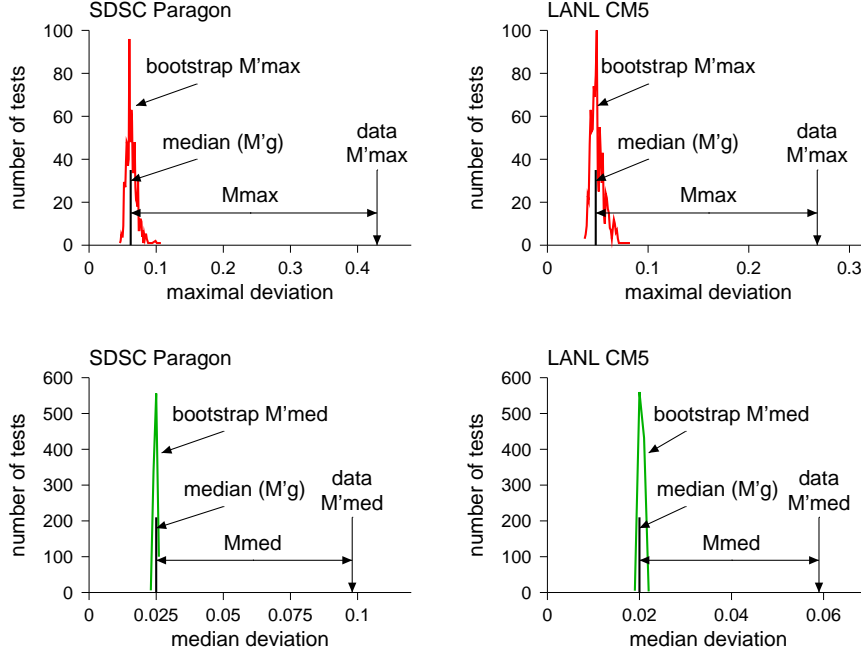 SDSC Paragon
number of tests
100
80
60
40
20
0
bootstrap M'max
median (M'g)
data
M'max
Mmax
0
0.1
0.2
0.3
0.4
maximal deviation
LANL CM5
number of tests
100
80
60
40
20
0
bootstrap M'max
median (M'g)
data
M'max
Mmax
0
0.1
0.2
0.3
maximal deviation
SDSC Paragon
number of tests
600
500
400
300
200
100
0
bootstrap M'med
median (M'g)
data
M'med
Mmed
0
0.025
0.05
0.075
0.1
median deviation
LANL CM5
number of tests
600
500
400
300
200
100
0
bootstrap M'med
median (M'g)
data
M'med
Mmed
0
0.02
0.04
0.06
median deviation